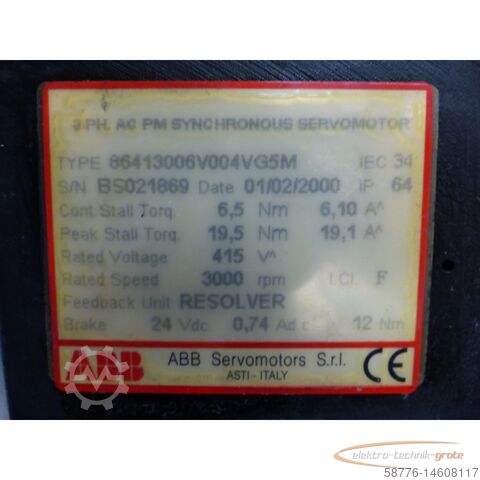 3 PH. AC PM SYNCHRONOUS SERVOMOTOR
TYPE 86413006V004VG5M IEC 34
S/N BS021869 Date 01/02/2000 IP 64
Cont Stall Torq. 6,5 Nm 6,10 A^
Peak Stall Torq. 19,5 Nm 19,1 A^
Rated Voltage 415 V^
Rated Speed 3000 rpm I.Cl. F
Feedback Unit RESOLVER
Brake 24 Vdc 0,74 Adc 12 Nm
ABB ABB Servomotors S.r.l. CE
ASTI - ITALY
elektro-technik-grote
58776-14608117